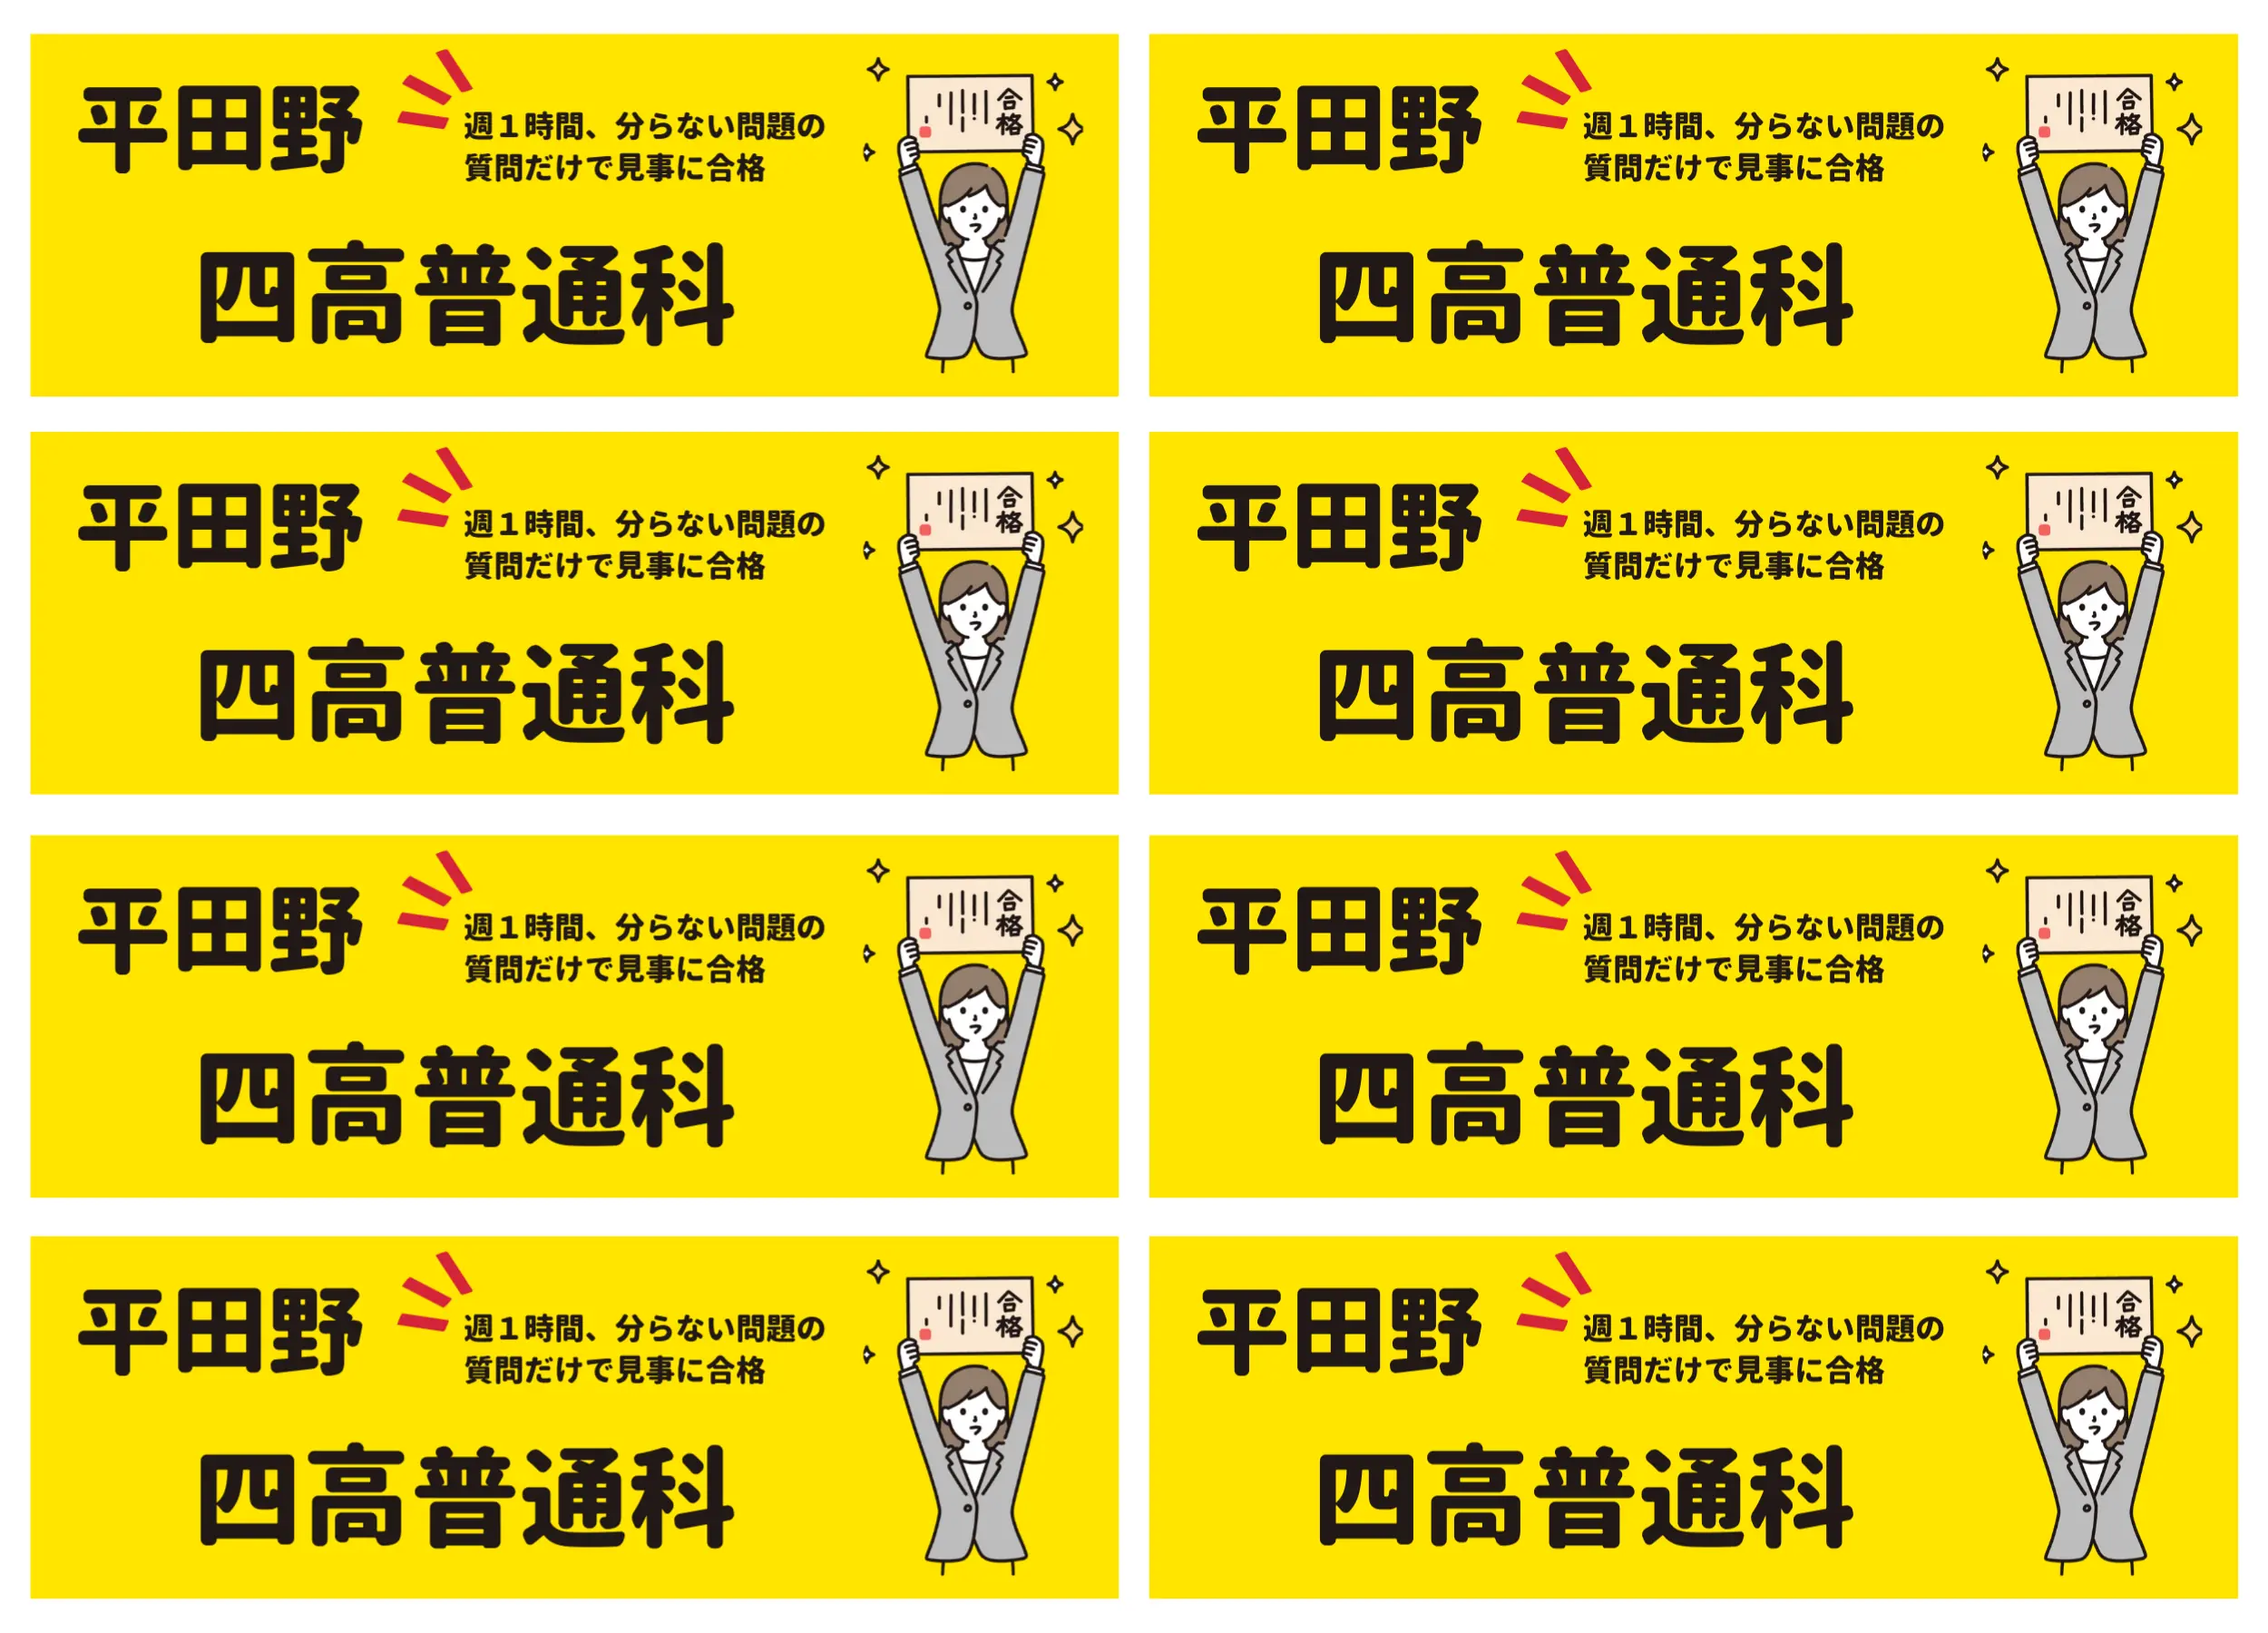 平田野
週１時間、分らない問題の
質問だけで見事に合格
合格
四高普通科
平田野
週１時間、分らない問題の
質問だけで見事に合格
合格
四高普通科
平田野
週１時間、分らない問題の
質問だけで見事に合格
合格
四高普通科
平田野
週１時間、分らない問題の
質問だけで見事に合格
合格
四高普通科
平田野
週１時間、分らない問題の
質問だけで見事に合格
合格
四高普通科
平田野
週１時間、分らない問題の
質問だけで見事に合格
合格
四高普通科
平田野
週１時間、分らない問題の
質問だけで見事に合格
合格
四高普通科
平田野
週１時間、分らない問題の
質問だけで見事に合格
合格
四高普通科